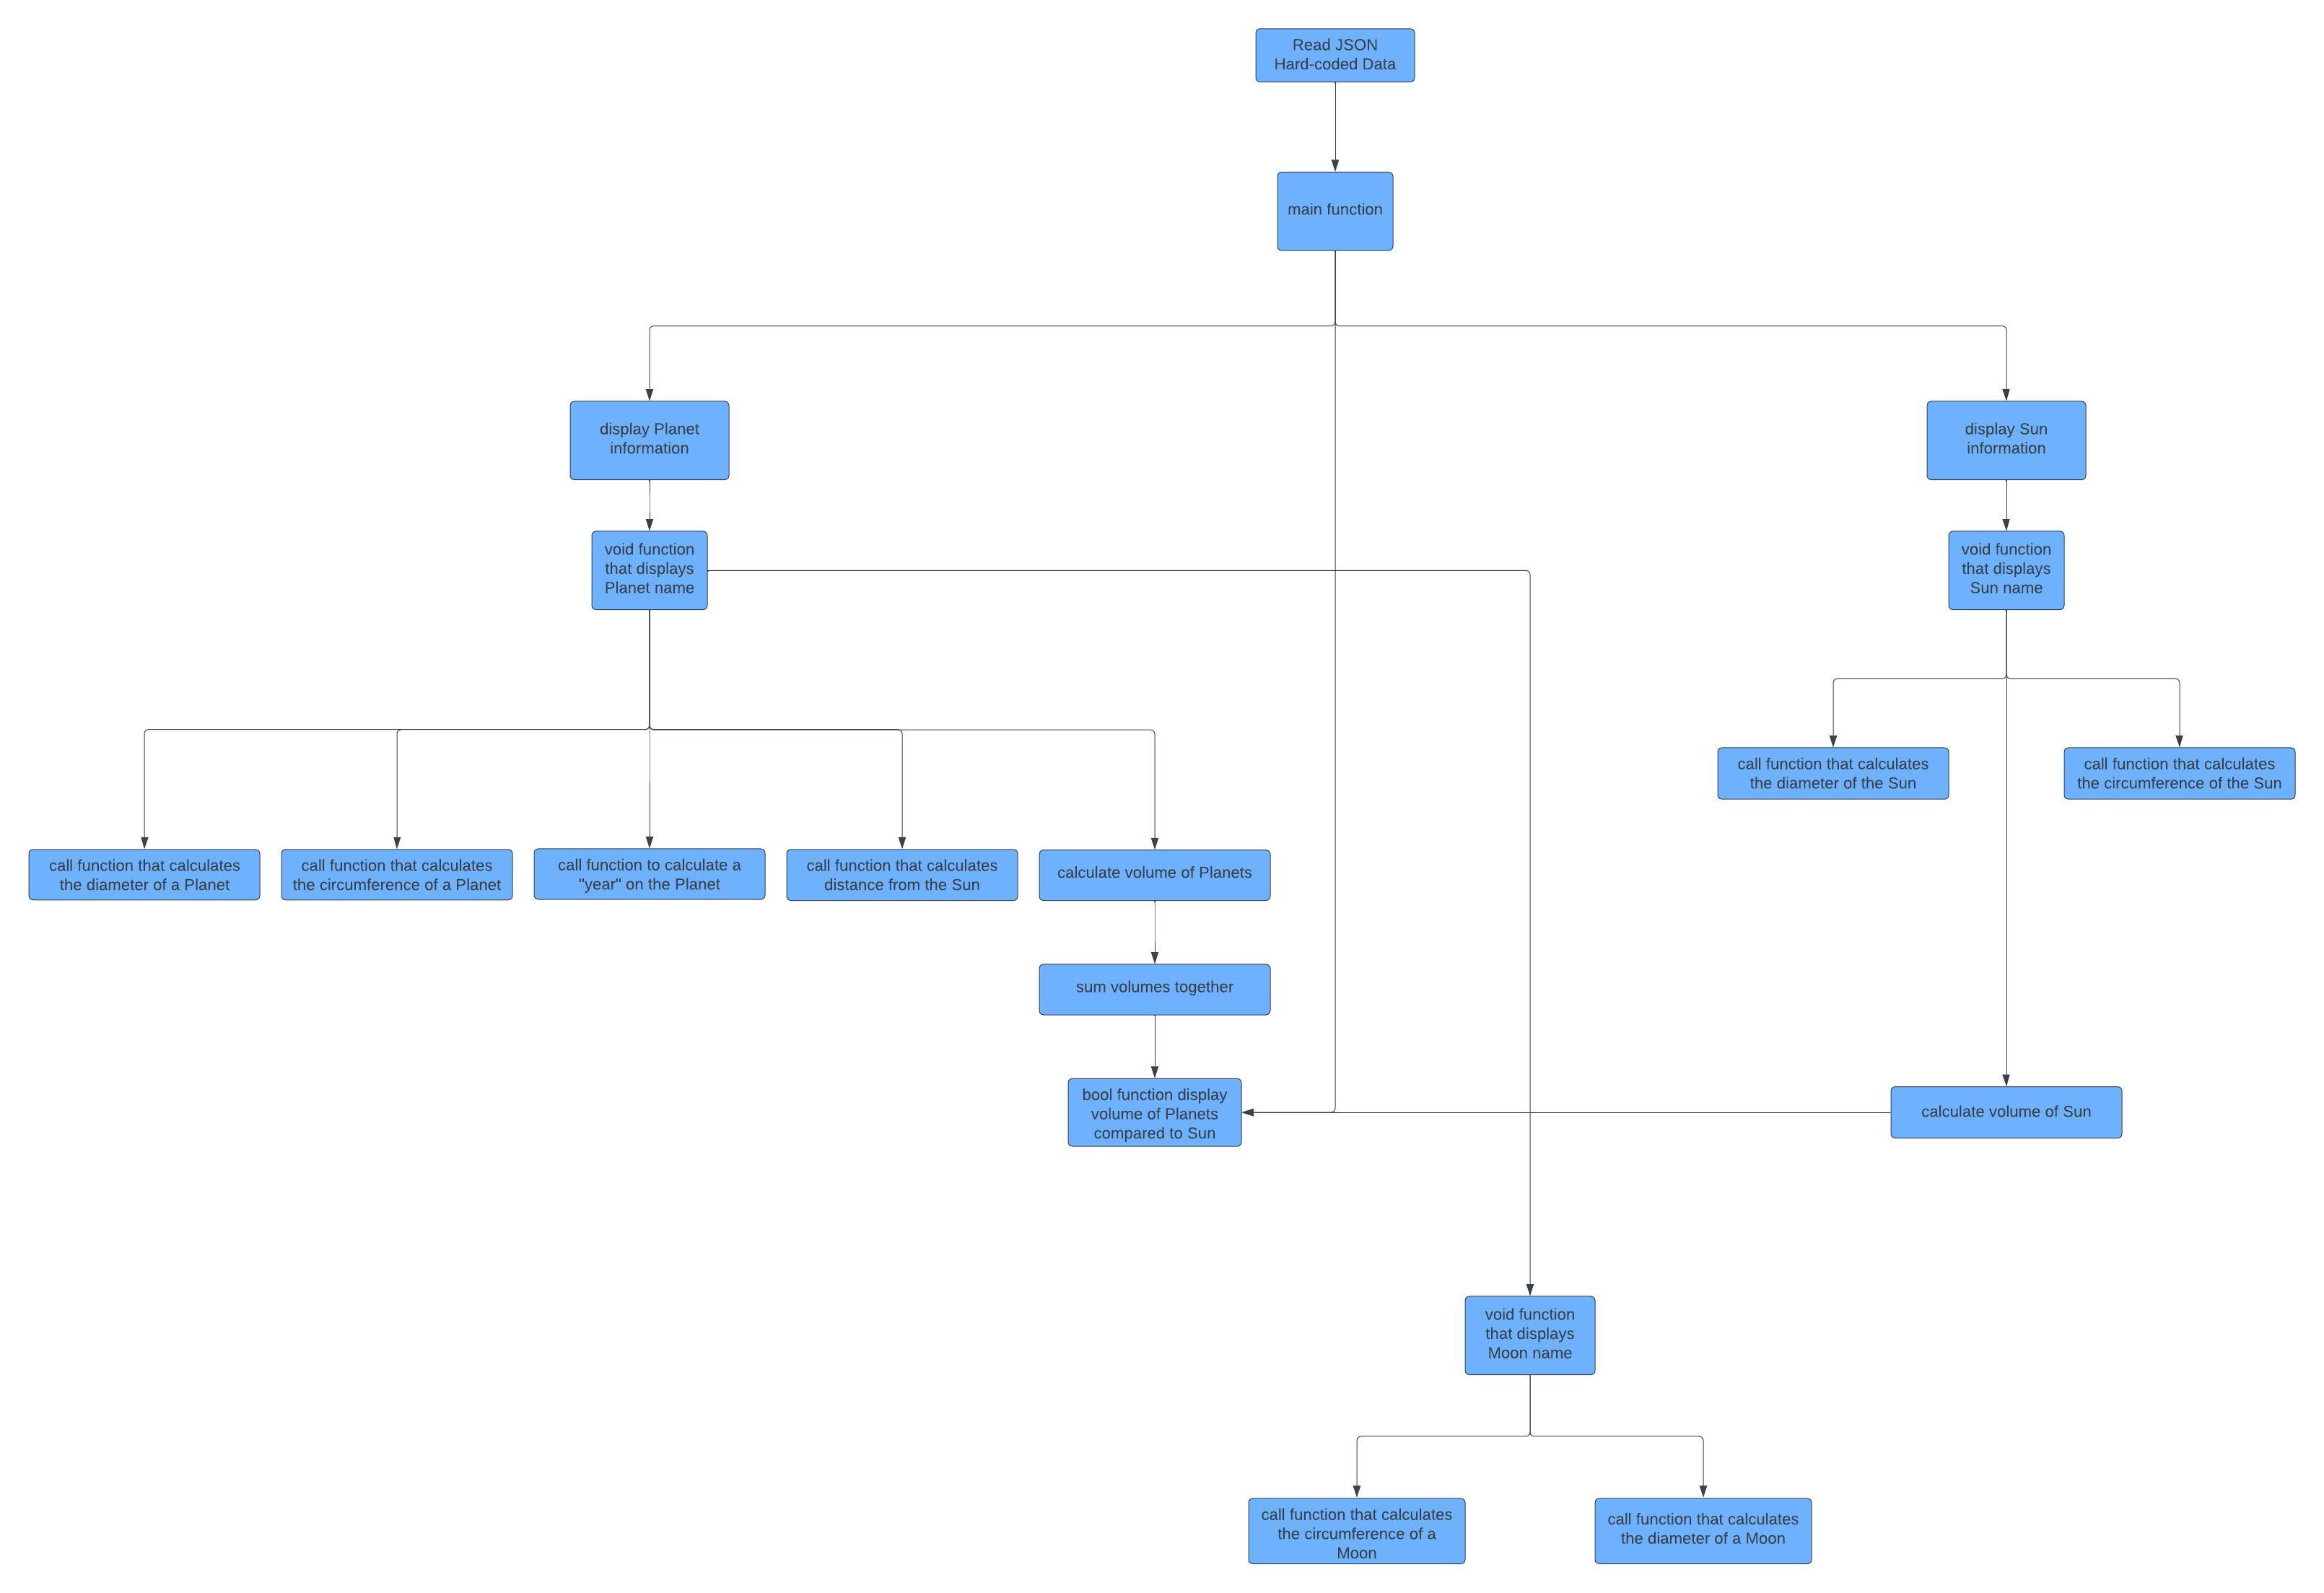 Read JSON
Hard-coded Data
main function
display Planet
information
display Sun
information
void function
that displays
Planet name
void function
that displays
Sun name
call function that calculates
the diameter of the Sun
call function that calculates
the circumference of the Sun
call function that calculates
the diameter of a Planet
call function that calculates
the circumference of a Planet
call function to calculate a
"year" on the Planet
call function that calculates
distance from the Sun
calculate volume of Planets
sum volumes together
bool function display
volume of Planets
compared to Sun
calculate volume of Sun
void function
that displays
Moon name
call function that calculates
the circumference of a
Moon
call function that calculates
the diameter of a Moon